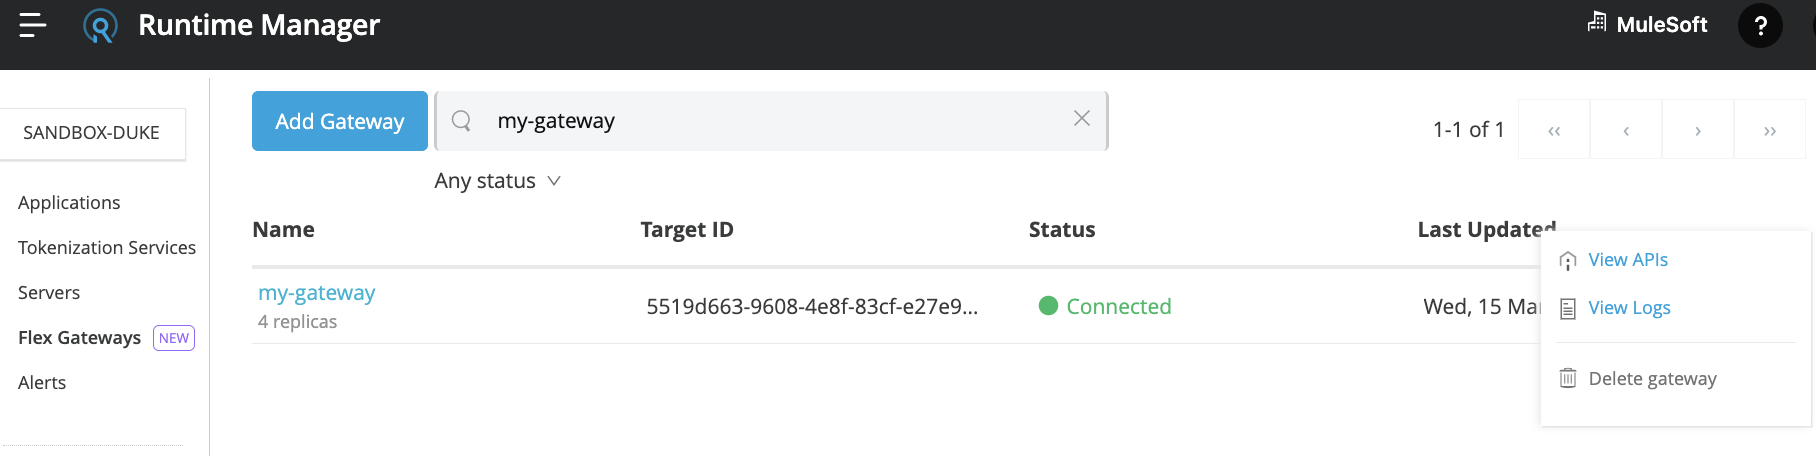 Runtime Manager
MuleSoft
?
SANDBOX-DUKE
Applications
Tokenization Services
Servers
Flex Gateways NEW
Alerts
Add Gateway
my-gateway
1-1 of 1
Any status
Name Target ID Status Last Updated
my-gateway
4 replicas
5519d663-9608-4e8f-83cf-e27e9...
Connected
Wed, 15
View APIs
View Logs
Delete gateway